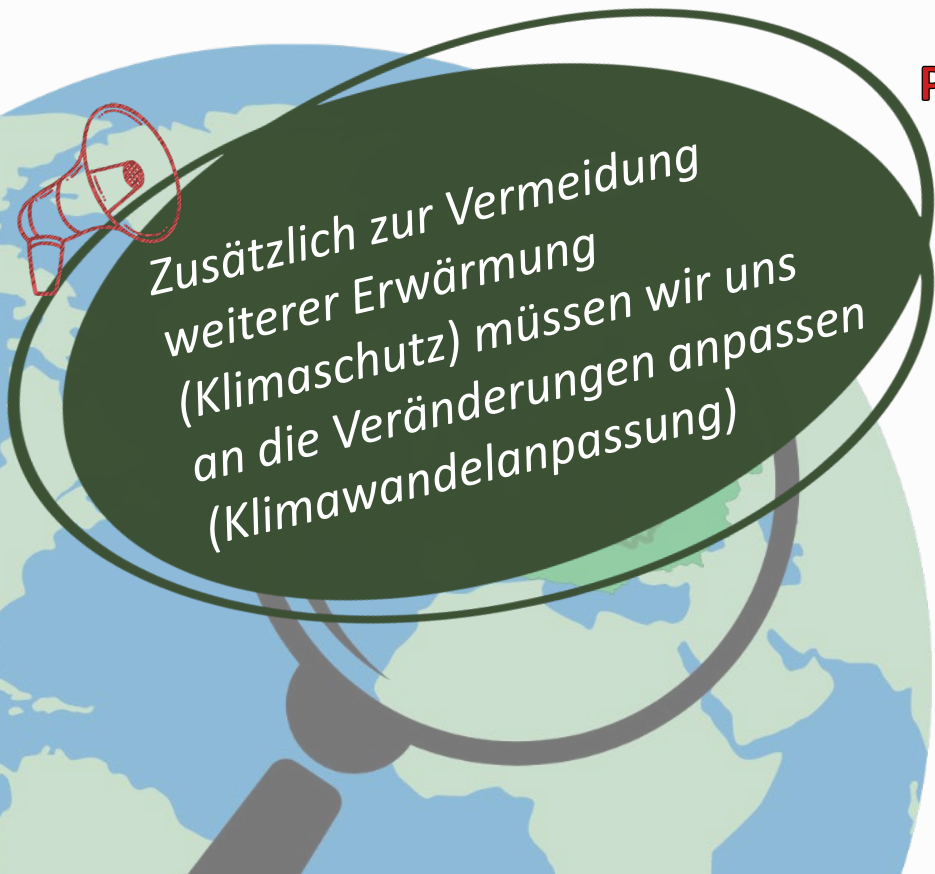 Zusätzlich zur Vermeidung
weiterer Erwärmung
(Klimaschutz) müssen wir uns
an die Veränderungen anpassen
(Klimawandelanpassung)